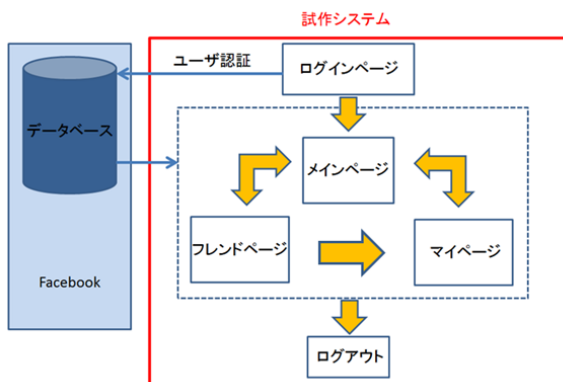 試作システム
ユーザ認証
ログインページ
データベース
メインページ
フレンドページ
マイページ
Facebook
ログアウト